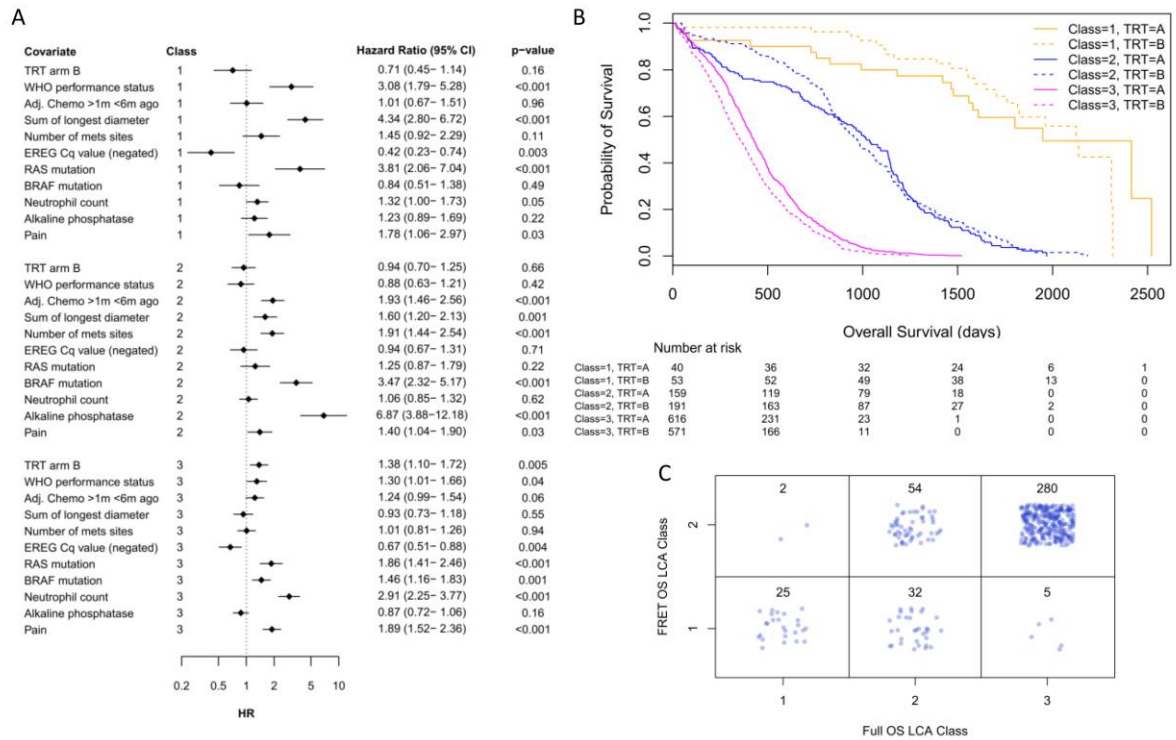 A
Covariate Class Hazard Ratio (95% CI) p−value
TRT arm B 1 0.71 (0.45− 1.14) 0.16
WHO performance status 1 3.08 (1.79− 5.28) <0.001
Adj. Chemo >1m <6m ago 1 1.01 (0.67− 1.51) 0.96
Sum of longest diameter 1 4.34 (2.80− 6.72) <0.001
Number of mets sites 1 1.45 (0.92− 2.29) 0.11
EREG Cq value (negated) 1 0.42 (0.23− 0.74) 0.003
RAS mutation 1 3.81 (2.06− 7.04) <0.001
BRAF mutation 1 0.84 (0.51− 1.38) 0.49
Neutrophil count 1 1.32 (1.00− 1.73) 0.05
Alkaline phosphatase 1 1.23 (0.89− 1.69) 0.22
Pain 1 1.78 (1.06− 2.97) 0.03
TRT arm B 2 0.94 (0.70− 1.25) 0.66
WHO performance status 2 0.88 (0.63− 1.21) 0.42
Adj. Chemo >1m <6m ago 2 1.93 (1.46− 2.56) <0.001
Sum of longest diameter 2 1.60 (1.20− 2.13) 0.001
Number of mets sites 2 1.91 (1.44− 2.54) <0.001
EREG Cq value (negated) 2 0.94 (0.67− 1.31) 0.71
RAS mutation 2 1.25 (0.87− 1.79) 0.22
BRAF mutation 2 3.47 (2.32− 5.17) <0.001
Neutrophil count 2 1.06 (0.85− 1.32) 0.62
Alkaline phosphatase 2 6.87 (3.88−12.18) <0.001
Pain 2 1.40 (1.04− 1.90) 0.03
TRT arm B 3 1.38 (1.10− 1.72) 0.005
WHO performance status 3 1.30 (1.01− 1.66) 0.04
Adj. Chemo >1m <6m ago 3 1.24 (0.99− 1.54) 0.06
Sum of longest diameter 3 0.93 (0.73− 1.18) 0.55
Number of mets sites 3 1.01 (0.81− 1.26) 0.94
EREG Cq value (negated) 3 0.67 (0.51− 0.88) 0.004
RAS mutation 3 1.86 (1.41− 2.46) <0.001
BRAF mutation 3 1.46 (1.16− 1.83) 0.001
Neutrophil count 3 2.91 (2.25− 3.77) <0.001
Alkaline phosphatase 3 0.87 (0.72− 1.06) 0.16
Pain 3 1.89 (1.52− 2.36) <0.001
0.2 0.5 1 2 5 10
HR
B
Probability of Survival
1.0
0.8
0.6
0.4
0.2
0.0
Class=1, TRT=A
Class=1, TRT=B
Class=2, TRT=A
Class=2, TRT=B
Class=3, TRT=A
Class=3, TRT=B
0 500 1000 1500 2000 2500
Overall Survival (days)
Number at risk
Class=1, TRT=A 40 36 32 24 6 1
Class=1, TRT=B 53 52 49 38 13 0
Class=2, TRT=A 159 119 79 18 0 0
Class=2, TRT=B 191 163 87 27 2 0
Class=3, TRT=A 616 231 23 1 0 0
Class=3, TRT=B 571 166 11 0 0 0
C
FRET OS LCA Class
2 54 280
2
25 32 5
1
1 2 3
Full OS LCA Class